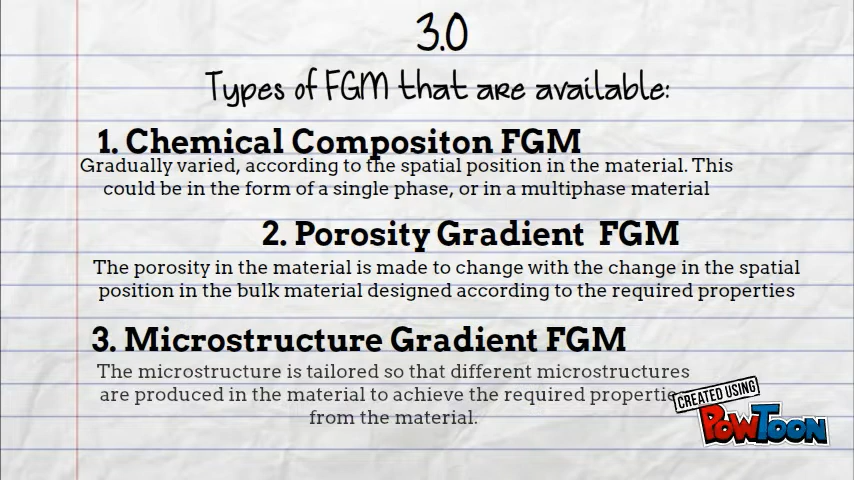 3.0
Types of FGM that are available:
1. Chemical Compositon FGM
Gradually varied, according to the spatial position in the material. This
could be in the form of a single phase, or in a multiphase material
2. Porosity Gradient FGM
The porosity in the material is made to change with the change in the spatial
position in the bulk material designed according to the required properties
3. Microstructure Gradient FGM
The microstructure is tailored so that different microstructures
are produced in the material to achieve the required properties
from the material.
CREATED USING
POWTOON